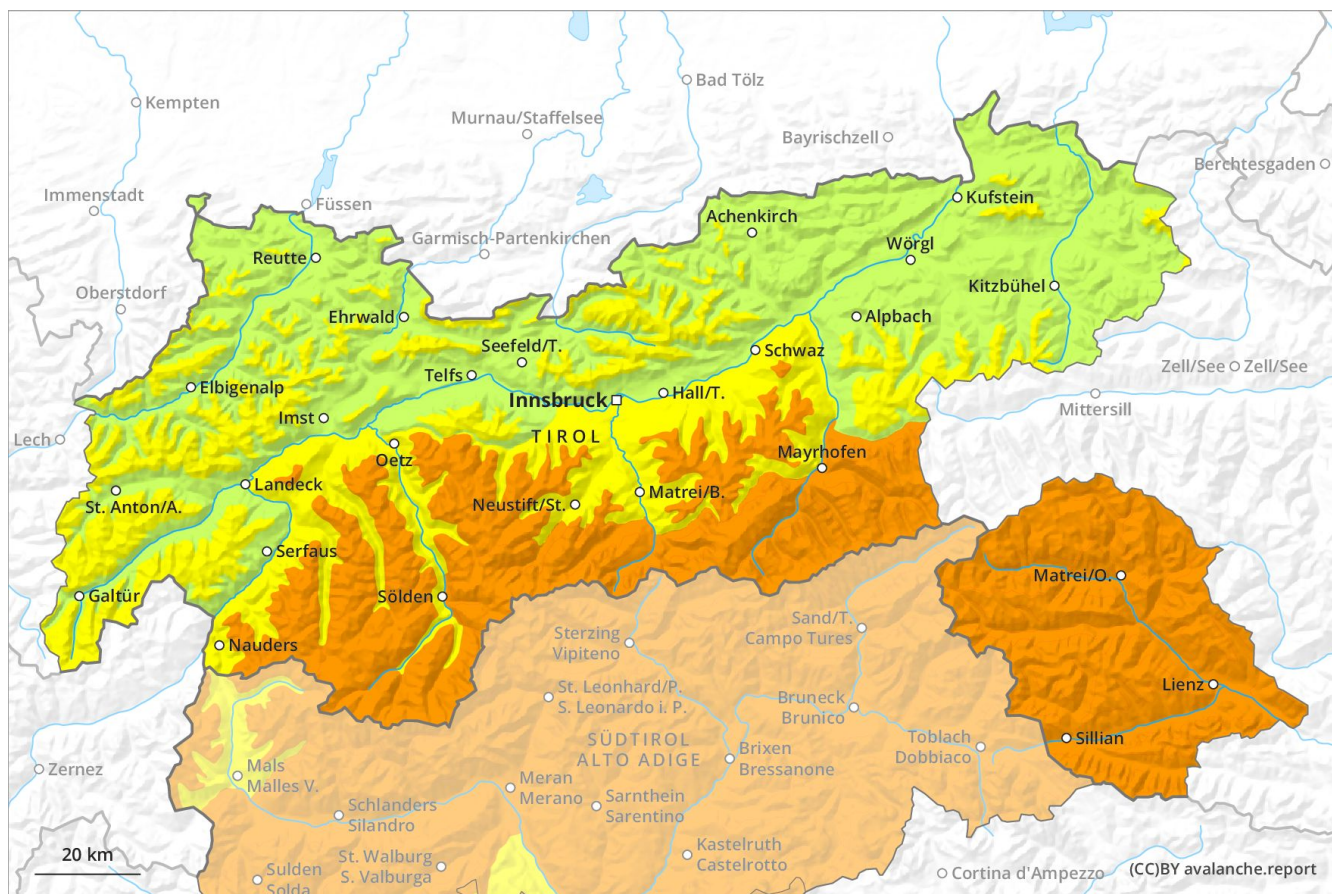 Bad Tölz
Kempten
Murnau/Staffelsee
Bayrischzell
Berchtesgaden
Immenstadt
Füssen
Kufstein
Achenkirch
Garmisch-Partenkirchen
Wörgl
Reutte
Kitzbühel
Oberstdorf
Ehrwald
Alpbach
Seefeld/T.
Schwaz
Zell/See
Zell/See
Telfs
Elbigenalp
Hall/T.
Innsbruck
Mittersill
Imst
Lech
TIROL
Mayrhofen
Oetz
Landeck
Matrei/B.
St. Anton/A.
Neustift/St.
Serfaus
Matrei/O.
Galtür
Sölden
Sand/T.
Campo Tures
Sterzing
Vipiteno
Nauders
Lienz
St. Leonhard/P.
S. Leonardo i. P.
Bruneck
Brunico
SÜDTIROL
ALTO ADIGE
Toblach
Dobbiaco
Sillian
Brixen
Bressanone
Zernez
Mals
Malles V.
Meran
Merano
Sarnthein
Sarentino
Schlanders
Silandro
Kastelruth
Castelrotto
20 km
St. Walburg
S. Valburga
Sulden
Solda
Cortina d'Ampezzo
(CC)BY avalanche.report